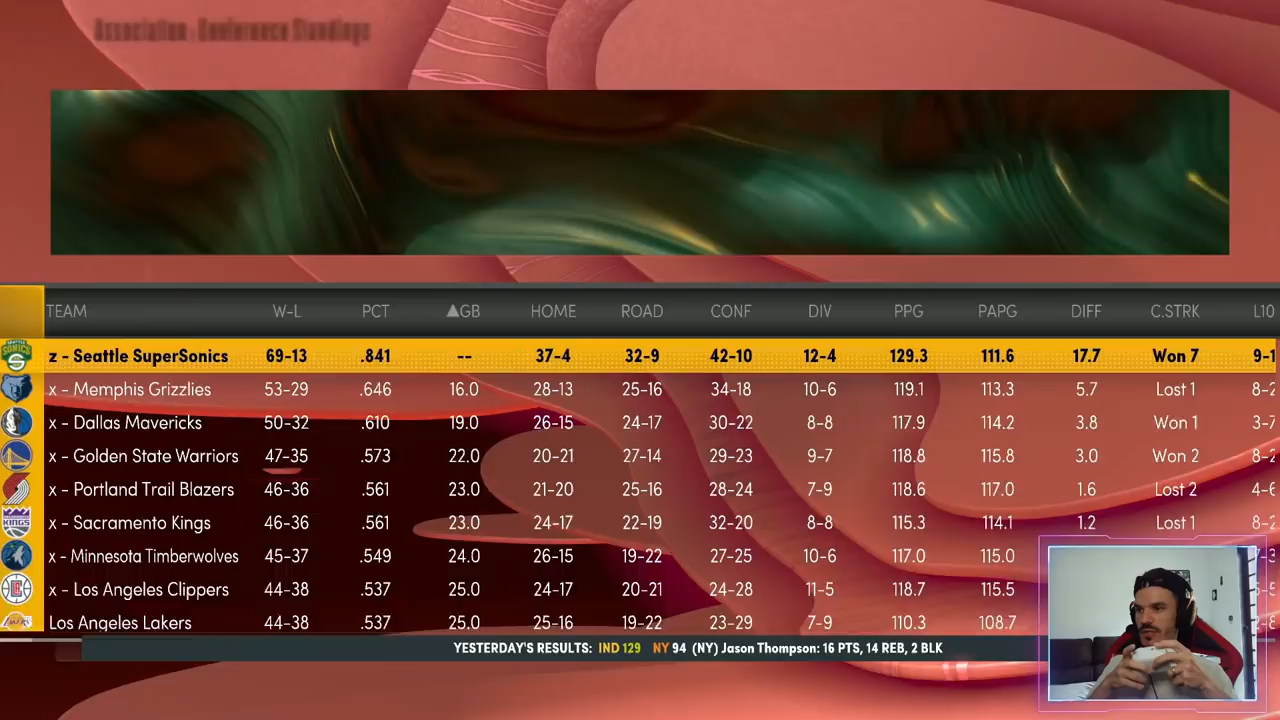 Association : Conference Standings
TEAM W-L PCT ▲GB HOME ROAD CONF DIV PPG PAPG DIFF C.STRK L10
z - Seattle SuperSonics 69-13 .841 -- 37-4 32-9 42-10 12-4 129.3 111.6 17.7 Won 7 9-1
x - Memphis Grizzlies 53-29 .646 16.0 28-13 25-16 34-18 10-6 119.1 113.3 5.7 Lost 1 8-2
x - Dallas Mavericks 50-32 .610 19.0 26-15 24-17 30-22 8-8 117.9 114.2 3.8 Won 1 3-7
x - Golden State Warriors 47-35 .573 22.0 20-21 27-14 29-23 9-7 118.8 115.8 3.0 Won 2 8-2
x - Portland Trail Blazers 46-36 .561 23.0 21-20 25-16 28-24 7-9 118.6 117.0 1.6 Lost 2 4-6
x - Sacramento Kings 46-36 .561 23.0 24-17 22-19 32-20 8-8 115.3 114.1 1.2 Lost 1 8-2
x - Minnesota Timberwolves 45-37 .549 24.0 26-15 19-22 27-25 10-6 117.0 115.0
x - Los Angeles Clippers 44-38 .537 25.0 24-17 20-21 24-28 11-5 118.7 115.5
Los Angeles Lakers 44-38 .537 25.0 25-16 19-22 23-29 7-9 110.3 108.7
YESTERDAY'S RESULTS: IND 129 NY 94 (NY) Jason Thompson: 16 PTS, 14 REB, 2 BLK